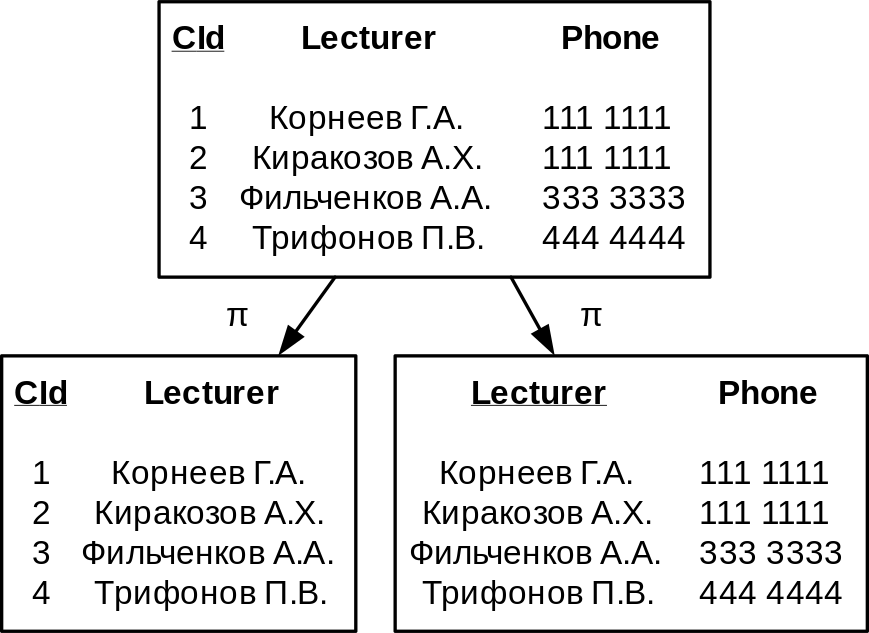 CId Lecturer Phone
1 Корнеев Г.А. 111 1111
2 Киракозов А.Х. 111 1111
3 Фильченков А.А. 333 3333
4 Трифонов П.В. 444 4444
π π
CId Lecturer
1 Корнеев Г.А.
2 Киракозов А.Х.
3 Фильченков А.А.
4 Трифонов П.В.
Lecturer Phone
Корнеев Г.А. 111 1111
Киракозов А.Х. 111 1111
Фильченков А.А. 333 3333
Трифонов П.В. 444 4444